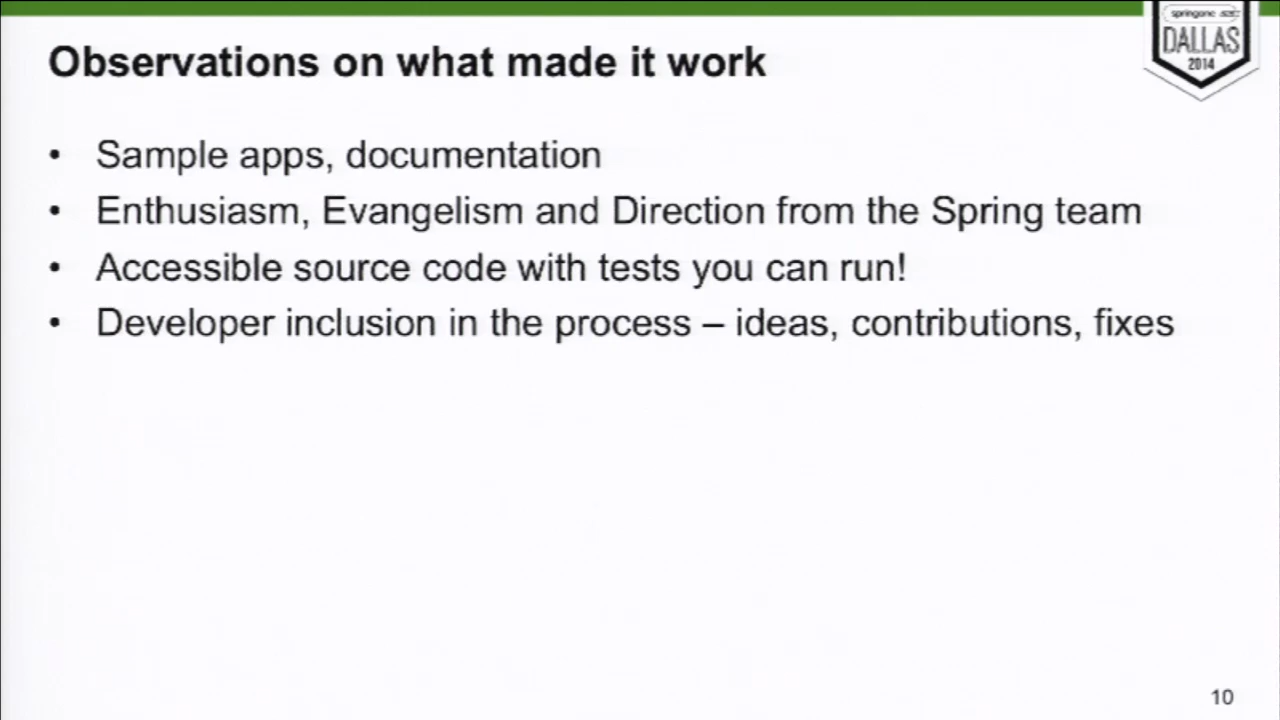 springone
DALLAS
2014
Observations on what made it work
• Sample apps, documentation
• Enthusiasm, Evangelism and Direction from the Spring team
• Accessible source code with tests you can run!
• Developer inclusion in the process – ideas, contributions, fixes
10